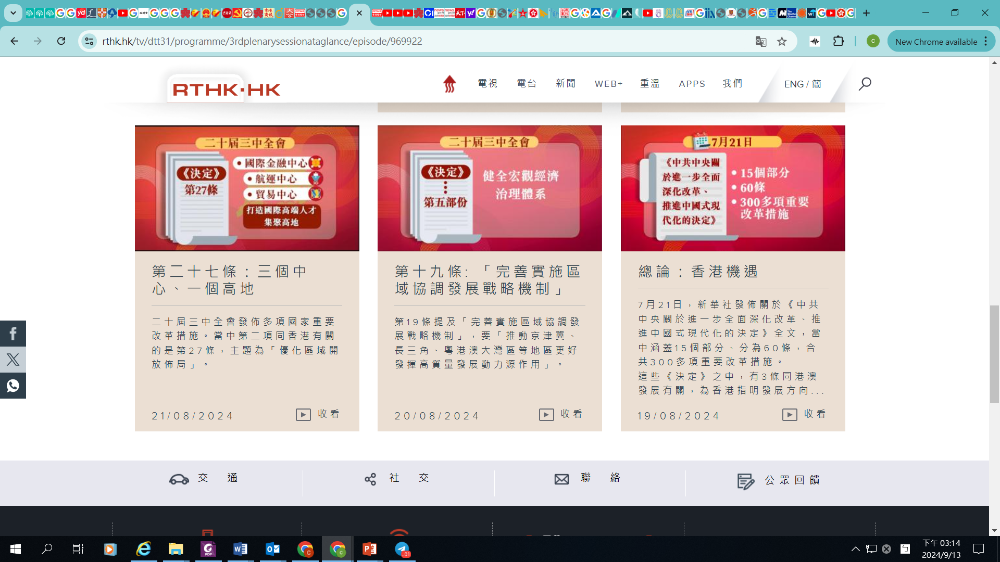 rthk.hk/tv/dtt31/programme/3rdplenarysessionataglance/episode/969922
New Chrome available
RTHK·HK
電視
電台
新聞
WEB+
重溫
APPS
我們
ENG / 簡
二十屆三中全會
《決定》
第27條
• 國際金融中心
• 航運中心
• 貿易中心
打造國際高端人才
集聚高地
二十屆三中全會
《決定》
第五部份
健全宏觀經濟
治理體系
7月21日
《中共中央關
於進一步全面
深化改革、
推進中國式現
代化的決定》
• 15個部分
• 60條
• 300多項重要
改革措施
第二十七條：三個中
心、一個高地
二十屆三中全會發佈多項國家重要
改革措施。當中第二項同香港有關
的是第27條，主題為「優化區域開
放佈局」。
21/08/2024
收看
第十九條:「完善實施區
域協調發展戰略機制」
第19條提及「完善實施區域協調發
展戰略機制」，要「推動京津冀、
長三角、粵港澳大灣區等地區更好
發揮高質量發展動力源作用」。
20/08/2024
收看
總論：香港機遇
7月21日，新華社發佈關於《中共
中央關於進一步全面深化改革、推
進中國式現代化的決定》全文，當
中涵蓋15個部分、分為60條，合
共300多項重要改革措施。
這些《決定》之中，有3條同港澳
發展有關，為香港指明發展方向...
19/08/2024
收看
交通
社交
聯絡
公眾回饋
下午 03:14
2024/9/13